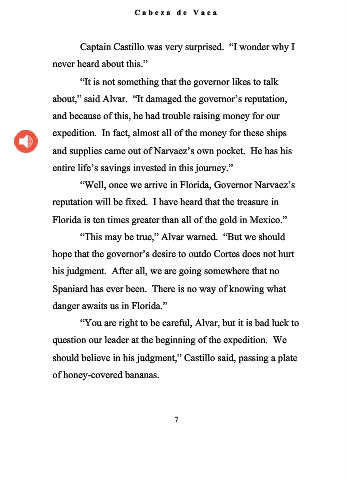 Cabeza de Vaca
Captain Castillo was very surprised.  “I wonder why I
never heard about this.”
“It is not something that the governor likes to talk
about,” said Alvar.  “It damaged the governor’s reputation,
and because of this, he had trouble raising money for our
expedition.  In fact, almost all of the money for these ships
and supplies came out of Narvaez’s own pocket.  He has his
entire life’s savings invested in this journey.”
“Well, once we arrive in Florida, Governor Narvaez’s
reputation will be fixed.  I have heard that the treasure in
Florida is ten times greater than all of the gold in Mexico.”
“This may be true,” Alvar warned.  “But we should
hope that the governor’s desire to outdo Cortes does not hurt
his judgment.  After all, we are going somewhere that no
Spaniard has ever been.  There is no way of knowing what
danger awaits us in Florida.”
“You are right to be careful, Alvar, but it is bad luck to
question our leader at the beginning of the expedition.  We
should believe in his judgment,” Castillo said, passing a plate
of honey-covered bananas.
7